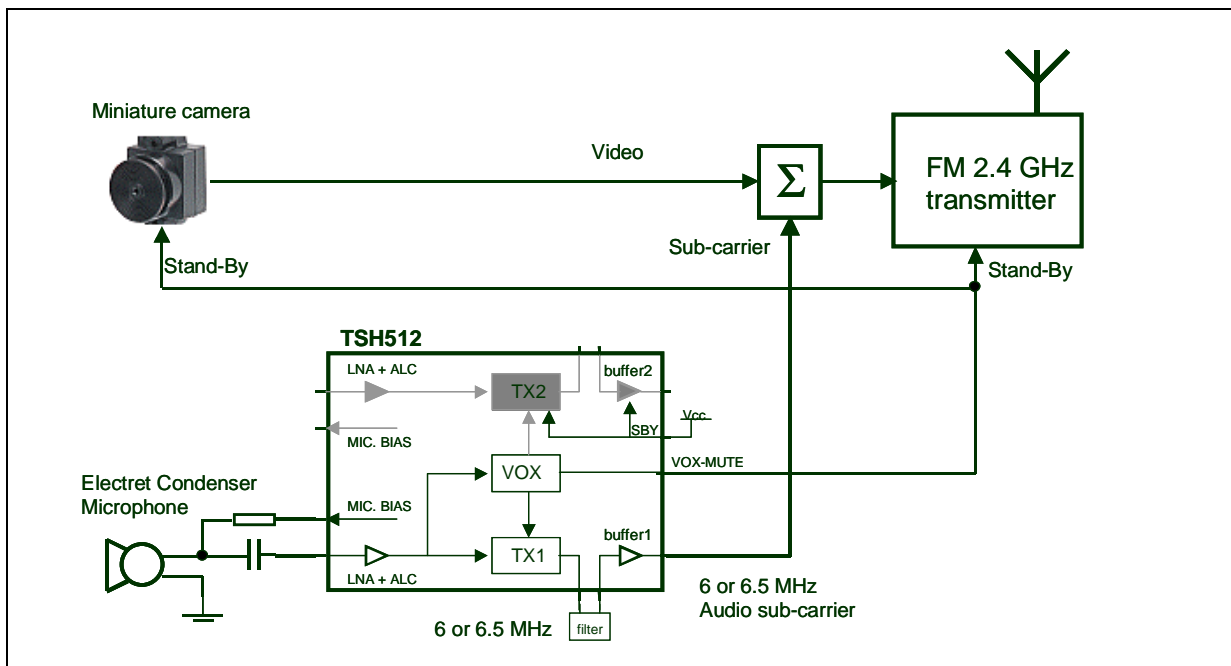 Miniature camera
Video
Σ
FM 2.4 GHz
transmitter
Sub-carrier
Stand-By
Stand-By
TSH512
LNA + ALC
TX2
buffer2
Vcc
SBY
MIC. BIAS
VOX
VOX-MUTE
Electret Condenser
Microphone
MIC. BIAS
buffer1
TX1
LNA + ALC
6 or 6.5 MHz
Audio sub-carrier
6 or 6.5 MHz
filter